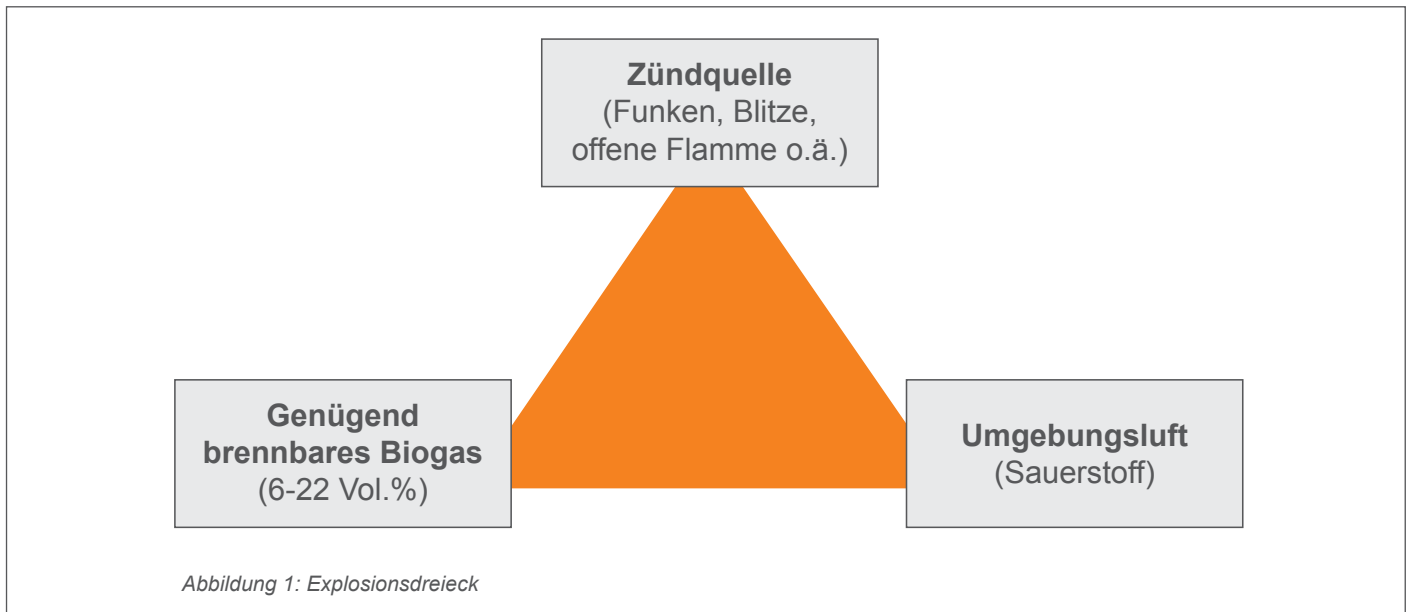 Zündquelle
(Funken, Blitze,
offene Flamme o.ä.)
Genügend
brennbares Biogas
(6-22 Vol.%)
Umgebungsluft
(Sauerstoff)
Abbildung 1: Explosionsdreieck